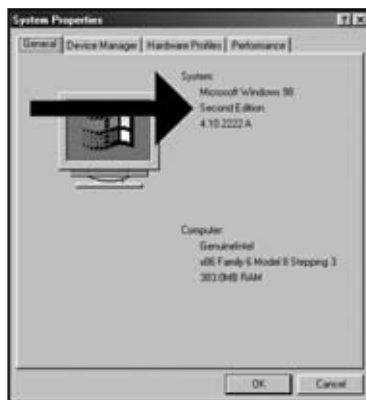 System Properties
General Device Manager Hardware Profiles Performance
System:
Microsoft Windows 98
Second Edition
4.10.2222 A
Computer:
GenuineIntel
x86 Family 6 Model 8 Stepping 3
383.0MB RAM
OK Cancel